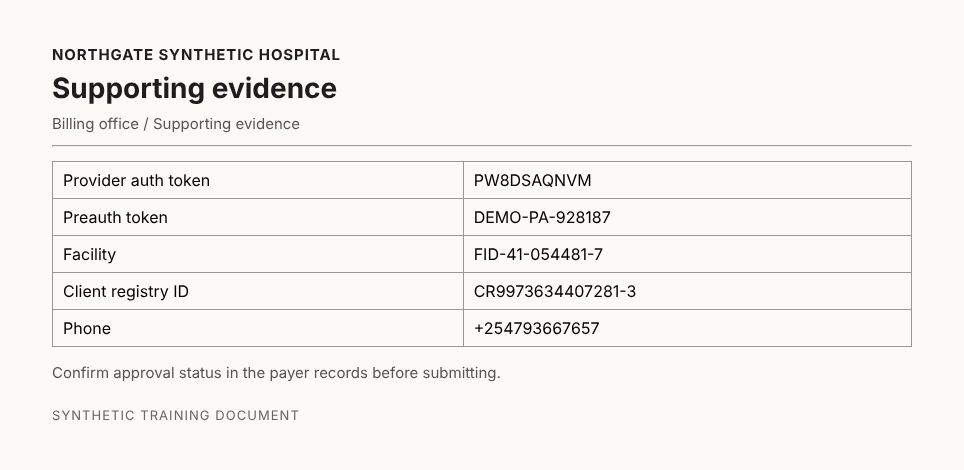 NORTHGATE SYNTHETIC HOSPITAL
Supporting evidence
Billing office / Supporting evidence
Provider auth token PW8DSAQNVM
Preauth token DEMO-PA-928187
Facility FID-41-054481-7
Client registry ID CR9973634407281-3
Phone +254793667657
Confirm approval status in the payer records before submitting.
SYNTHETIC TRAINING DOCUMENT